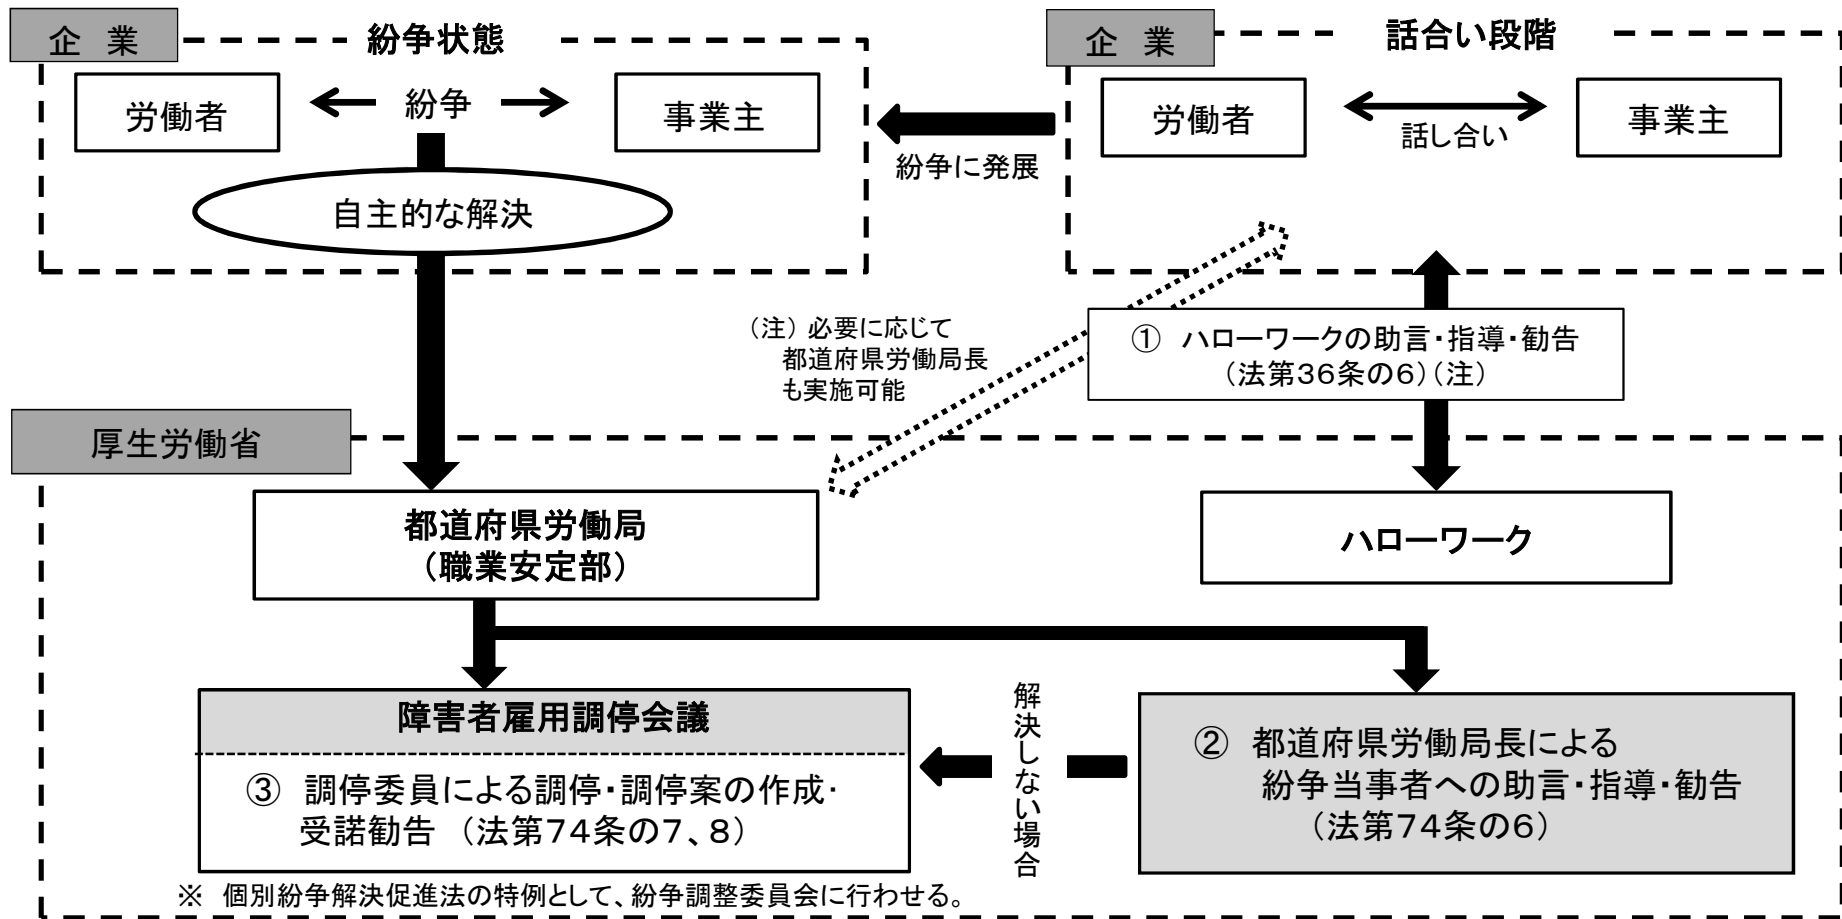 企 業
紛争状態
労働者
紛争
事業主
自主的な解決
紛争に発展
企 業
話合い段階
労働者
話し合い
事業主
(注) 必要に応じて
都道府県労働局長
も実施可能
① ハローワークの助言・指導・勧告
(法第36条の6)(注)
厚生労働省
都道府県労働局
(職業安定部)
ハローワーク
障害者雇用調停会議
③ 調停委員による調停・調停案の作成・
受諾勧告 (法第74条の7、8)
解決しない場合
② 都道府県労働局長による
紛争当事者への助言・指導・勧告
(法第74条の6)
※ 個別紛争解決促進法の特例として、紛争調整委員会に行わせる。